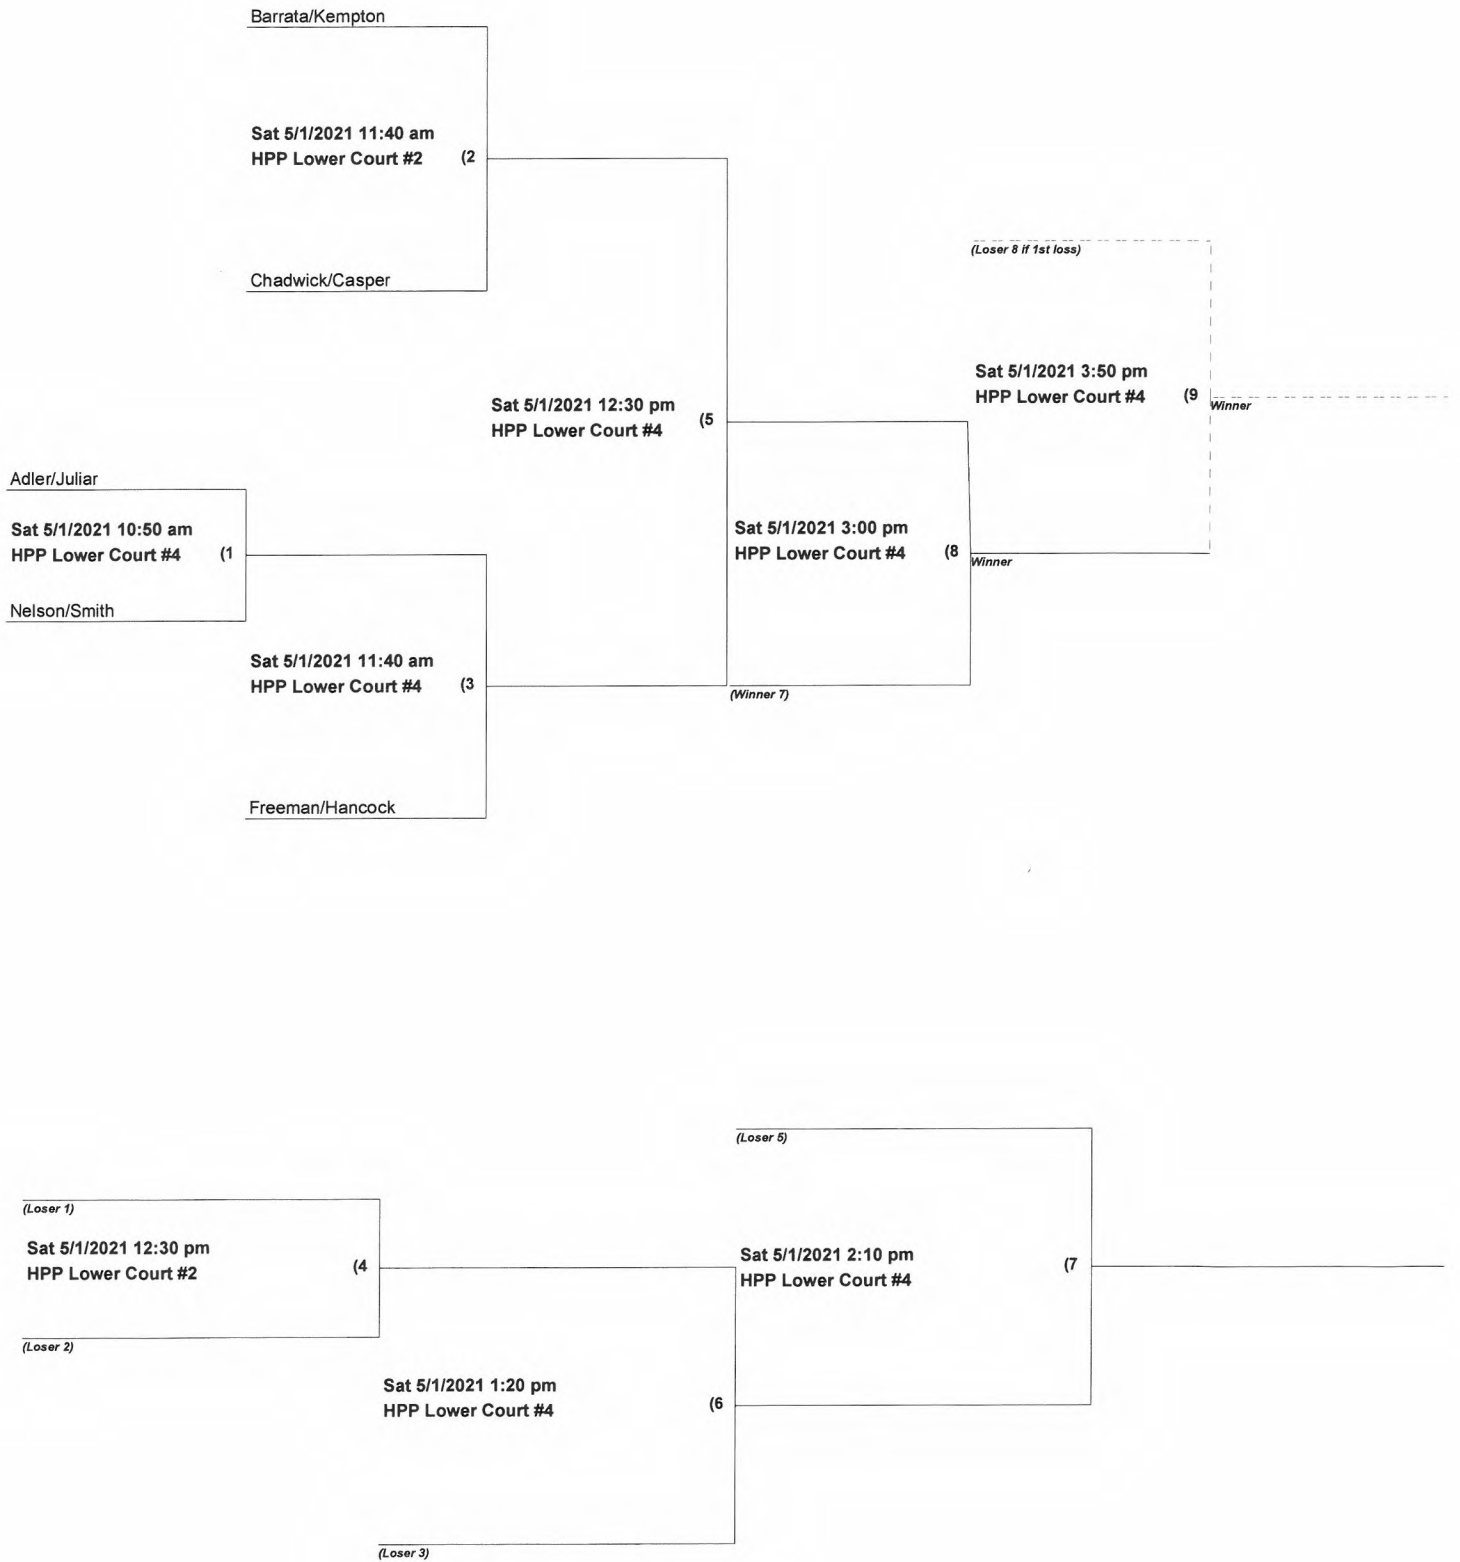 Barrata/Kempton
Sat 5/1/2021 11:40 am
HPP Lower Court #2 (2
Chadwick/Casper
(Loser 8 if 1st loss)
Sat 5/1/2021 3:50 pm
HPP Lower Court #4 (9
Winner
Sat 5/1/2021 12:30 pm
HPP Lower Court #4 (5
Adler/Juliar
Sat 5/1/2021 10:50 am
HPP Lower Court #4 (1
Nelson/Smith
Sat 5/1/2021 3:00 pm
HPP Lower Court #4 (8
Winner
Sat 5/1/2021 11:40 am
HPP Lower Court #4 (3
(Winner 7)
Freeman/Hancock
(Loser 5)
(Loser 1)
Sat 5/1/2021 12:30 pm
HPP Lower Court #2 (4
Sat 5/1/2021 2:10 pm
HPP Lower Court #4 (7
(Loser 2)
Sat 5/1/2021 1:20 pm
HPP Lower Court #4 (6
(Loser 3)